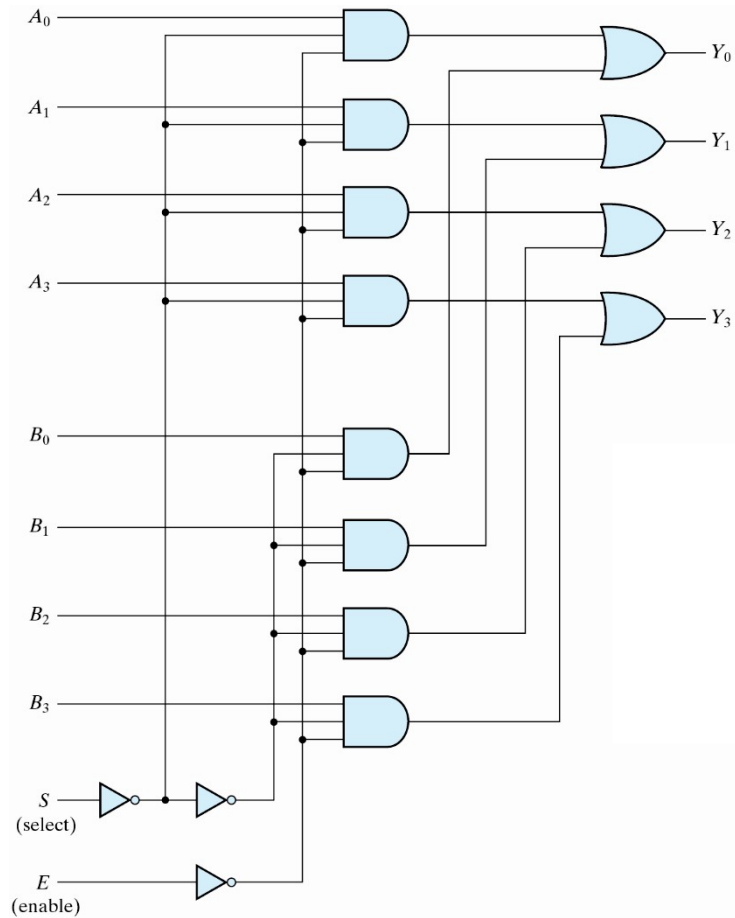 A₀
Y₀
A₁
Y₁
A₂
Y₂
A₃
Y₃
B₀
B₁
B₂
B₃
S
(select)
E
(enable)